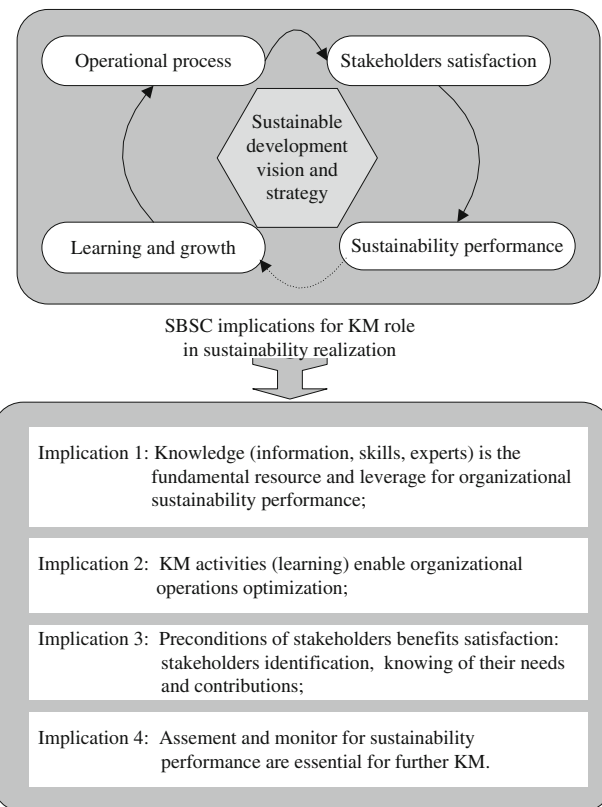 Operational process
Stakeholders satisfaction
Sustainable
development
vision and
strategy
Learning and growth
Sustainability performance
SBSC implications for KM role
in sustainability realization
Implication 1: Knowledge (information, skills, experts) is the
fundamental resource and leverage for organizational
sustainability performance;
Implication 2: KM activities (learning) enable organizational
operations optimization;
Implication 3: Preconditions of stakeholders benefits satisfaction:
stakeholders identification, knowing of their needs
and contributions;
Implication 4: Assement and monitor for sustainability
performance are essential for further KM.